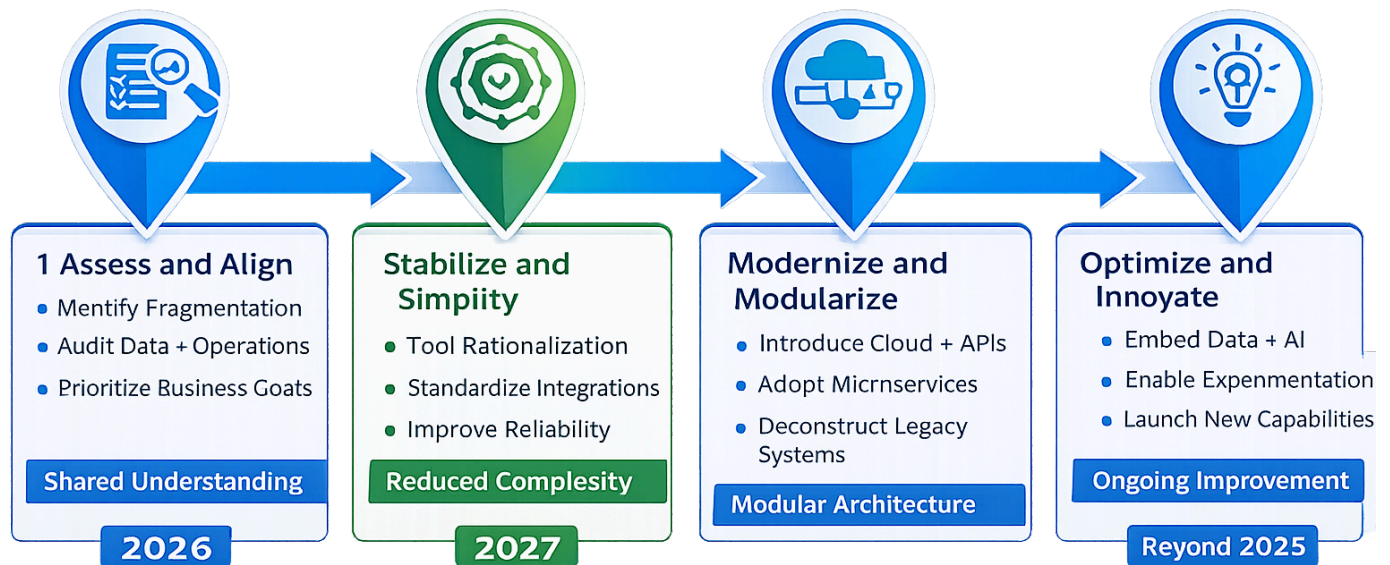 1 Assess and Align
Mentify Fragmentation
Audit Data + Operations
Prioritize Business Goats
Shared Understanding
2026
Stabilize and
Simpiity
Tool Rationalization
Standardize Integrations
Improve Reliability
Reduced Complesity
2027
Modernize and
Modularize
Introduce Cloud + APIs
Adopt Micrnservices
Deconstruct Legacy
Systems
Modular Architecture
Optimize and
Innoyate
Embed Data + AI
Enable Expenmentation
Launch New Capabilities
Ongoing Improvement
Reyond 2025